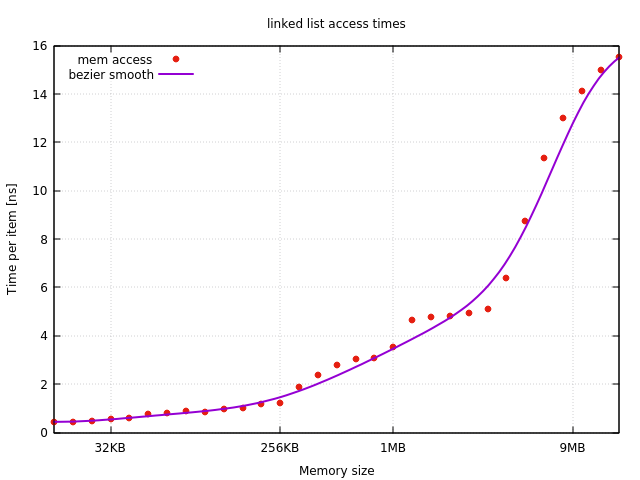 linked list access times
mem access
bezier smooth
16
14
12
10
8
6
4
2
0
Time per item [ns]
32KB 256KB 1MB 9MB
Memory size